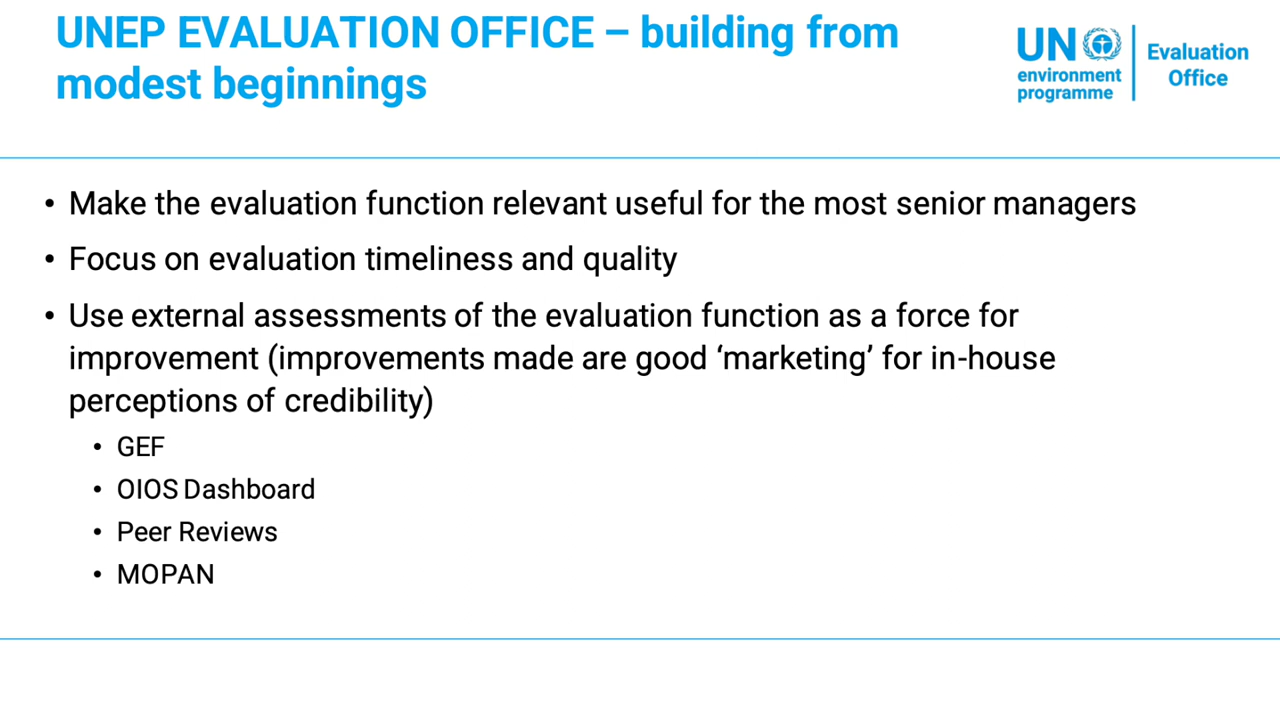 UNEP EVALUATION OFFICE – building from
modest beginnings
UN
environment
programme
Evaluation
Office
• Make the evaluation function relevant useful for the most senior managers
• Focus on evaluation timeliness and quality
• Use external assessments of the evaluation function as a force for
improvement (improvements made are good ‘marketing’ for in-house
perceptions of credibility)
• GEF
• OIOS Dashboard
• Peer Reviews
• MOPAN